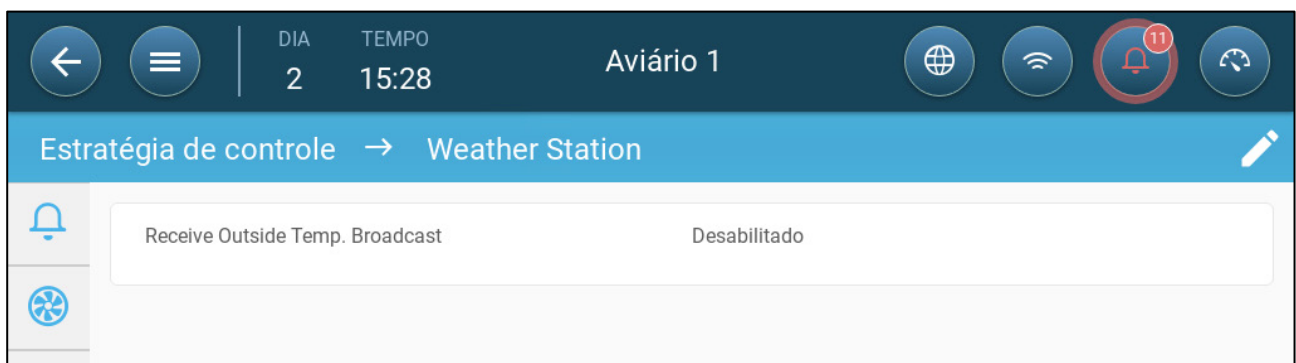 DIA TEMPO
2 15:28 Aviário 1 11
Estratégia de controle → Weather Station
Receive Outside Temp. Broadcast Desabilitado